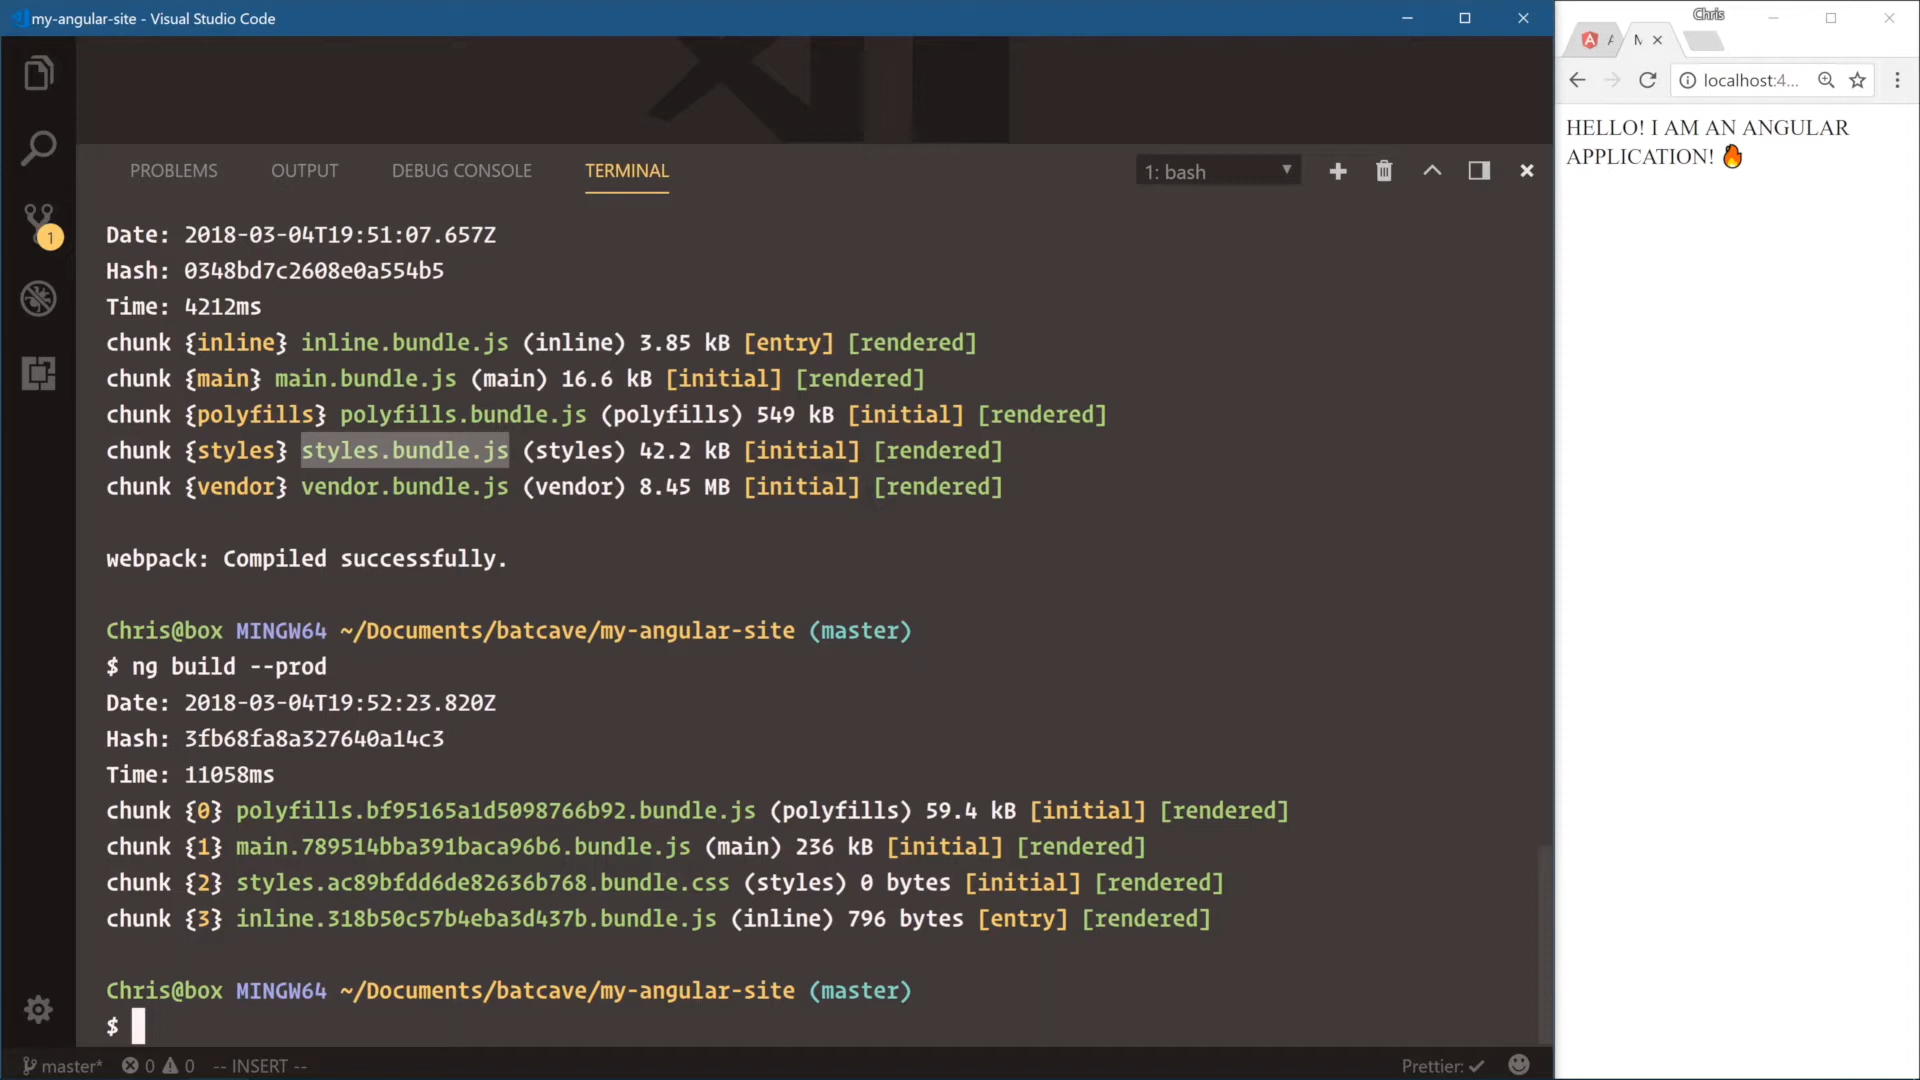 my-angular-site - Visual Studio Code
Chris
localhost:4...
HELLO! I AM AN ANGULAR
APPLICATION! 🔥
PROBLEMS OUTPUT DEBUG CONSOLE TERMINAL 1: bash
1
Date: 2018-03-04T19:51:07.657Z
Hash: 0348bd7c2608e0a554b5
Time: 4212ms
chunk {inline} inline.bundle.js (inline) 3.85 kB [entry] [rendered]
chunk {main} main.bundle.js (main) 16.6 kB [initial] [rendered]
chunk {polyfills} polyfills.bundle.js (polyfills) 549 kB [initial] [rendered]
chunk {styles} styles.bundle.js (styles) 42.2 kB [initial] [rendered]
chunk {vendor} vendor.bundle.js (vendor) 8.45 MB [initial] [rendered]
webpack: Compiled successfully.
Chris@box MINGW64 ~/Documents/batcave/my-angular-site (master)
$ ng build --prod
Date: 2018-03-04T19:52:23.820Z
Hash: 3fb68fa8a327640a14c3
Time: 11058ms
chunk {0} polyfills.bf95165a1d5098766b92.bundle.js (polyfills) 59.4 kB [initial] [rendered]
chunk {1} main.789514bba391baca96b6.bundle.js (main) 236 kB [initial] [rendered]
chunk {2} styles.ac89bfdd6de82636b768.bundle.css (styles) 0 bytes [initial] [rendered]
chunk {3} inline.318b50c57b4eba3d437b.bundle.js (inline) 796 bytes [entry] [rendered]
Chris@box MINGW64 ~/Documents/batcave/my-angular-site (master)
$
master* 0 0 -- INSERT -- Prettier: ✓